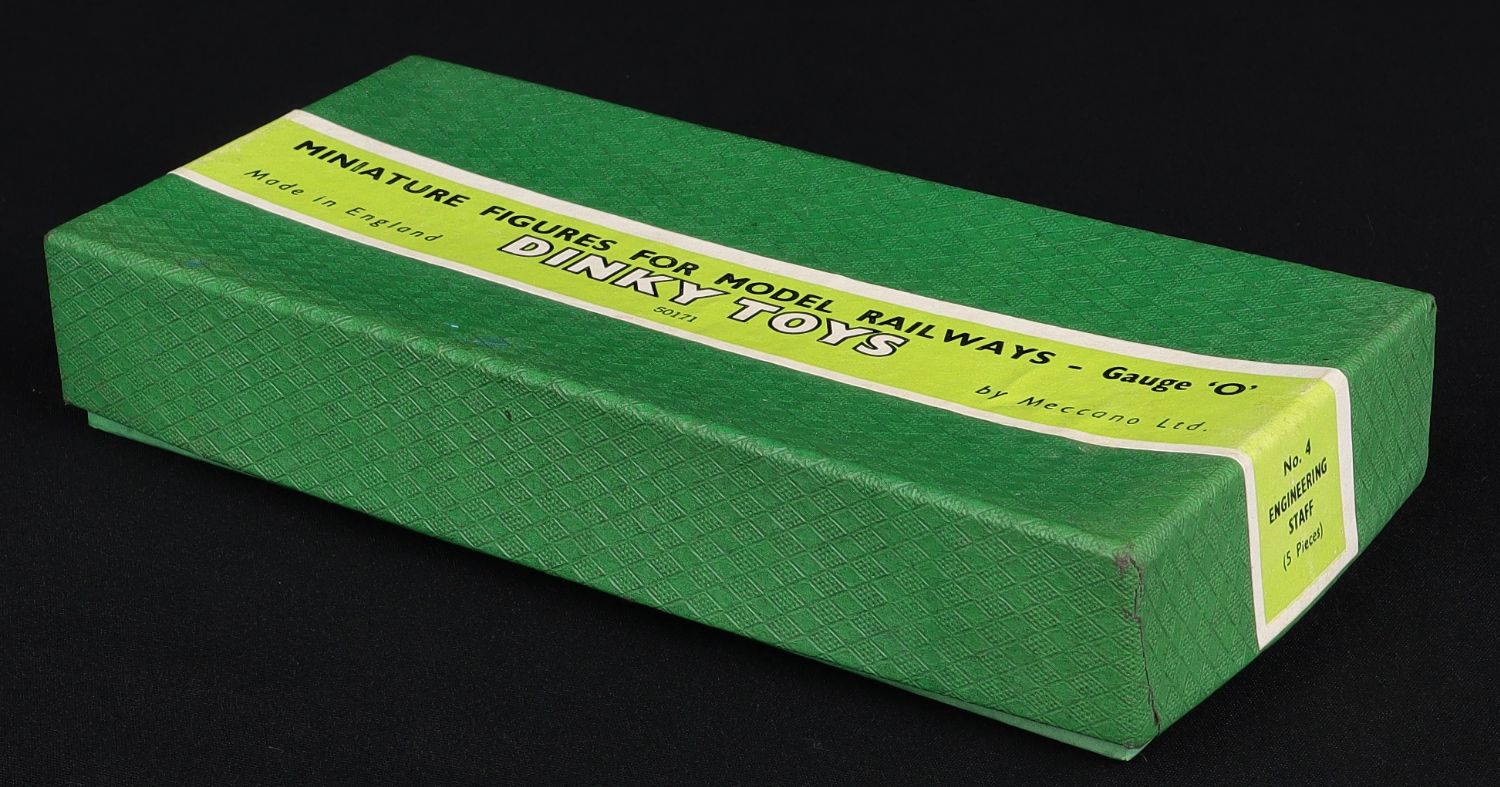 MINIATURE FIGURES FOR MODEL RAILWAYS - Gauge ‘O’
Made in England
DINKY TOYS
50171
by Meccano Ltd.
No. 4
ENGINEERING
STAFF
(5 Pieces)